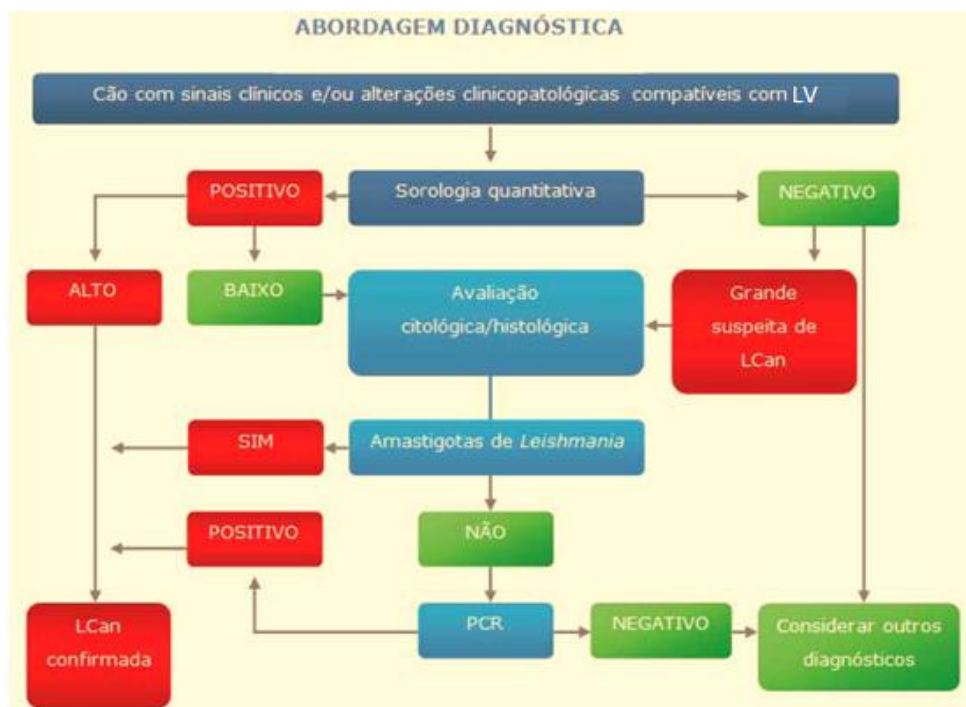 ABORDAGEM DIAGNÓSTICA
Cão com sinais clínicos e/ou alterações clinicopatológicas compatíveis com LV
POSITIVO
Sorologia quantitativa
NEGATIVO
ALTO
BAIXO
Avaliação
citológica/histológica
Grande
suspeita de
LCan
SIM
Amastigotas de Leishmania
POSITIVO
NÃO
LCan
confirmada
PCR
NEGATIVO
Considerar outros
diagnósticos